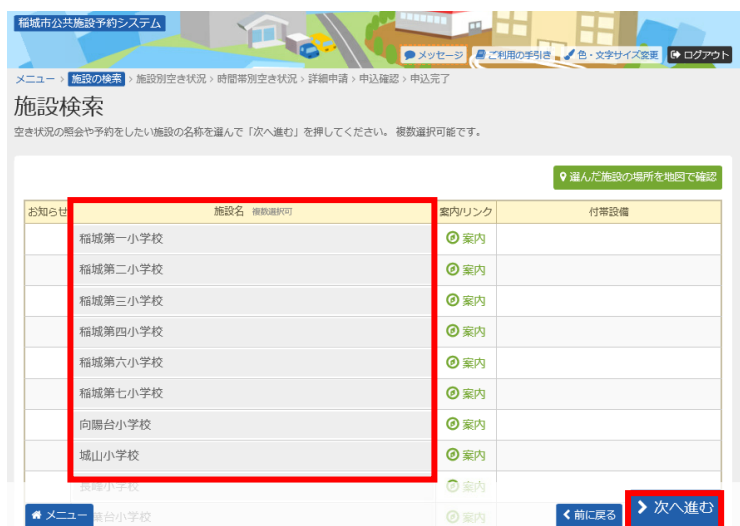 稲城市公共施設予約システム
メッセージ ご利用の手引き 色・文字サイズ変更 ログアウト
メニュー > 施設の検索 > 施設別空き状況 > 時間帯別空き状況 > 詳細申請 > 申込確認 > 申込完了
施設検索
空き状況の照会や予約をしたい施設の名称を選んで「次へ進む」を押してください。 複数選択可能です。
選んだ施設の場所を地図で確認
お知らせ 施設名 複数選択可 案内/リンク 付帯設備
稲城第一小学校 案内
稲城第二小学校 案内
稲城第三小学校 案内
稲城第四小学校 案内
稲城第六小学校 案内
稲城第七小学校 案内
向陽台小学校 案内
城山小学校 案内
長峰小学校 案内
葉台小学校 案内
メニュー 前に戻る 次へ進む